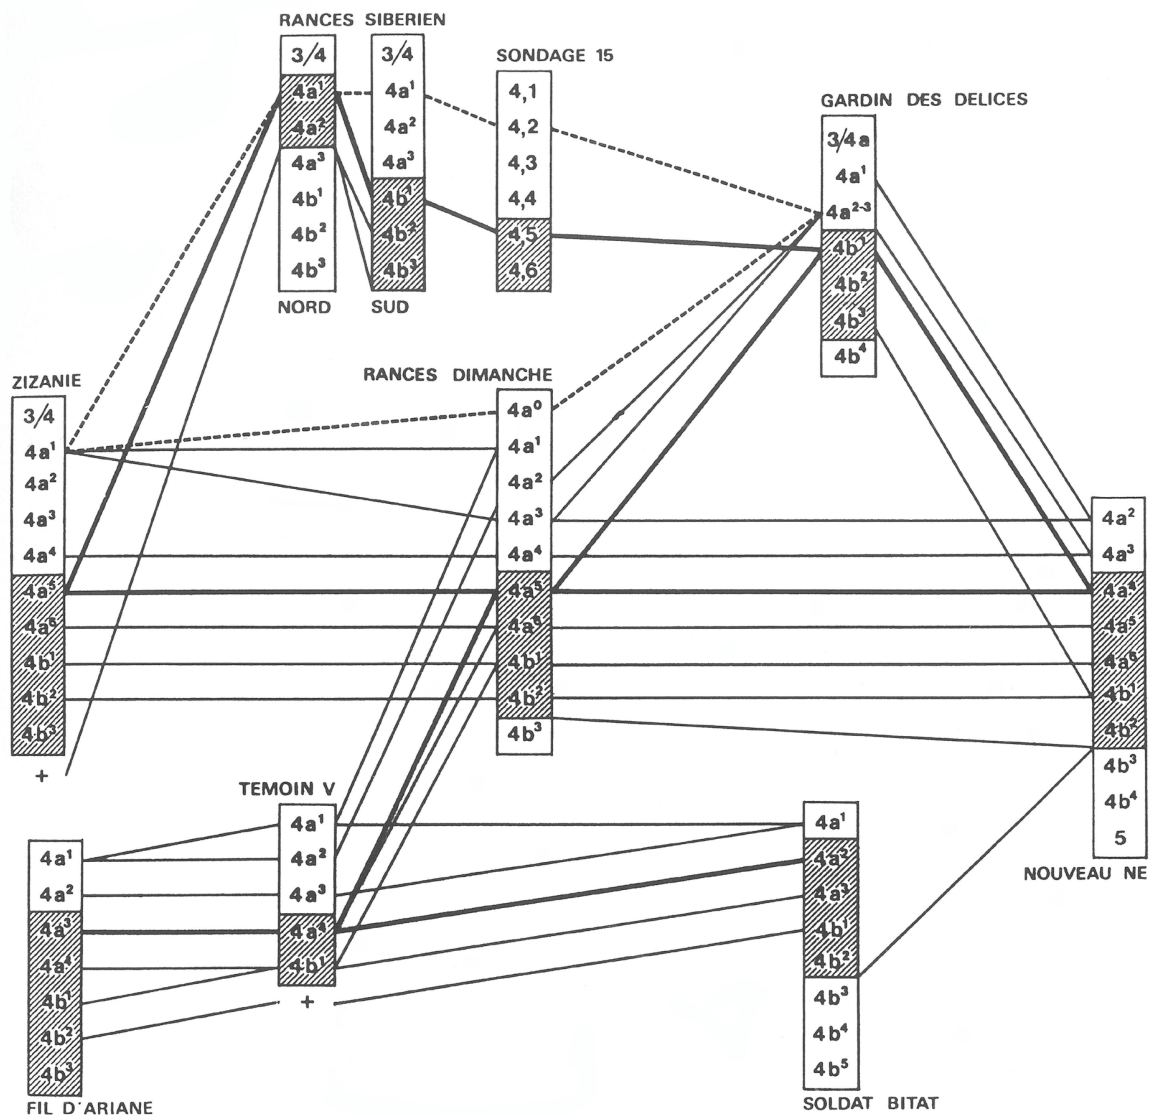 RANCES SIBERIEN
3/4
4a¹
4a²
4a³
4b¹
4b²
4b³
NORD
3/4
4a¹
4a²
4a³
4b¹
4b²
4b³
SUD
SONDAGE 15
4,1
4,2
4,3
4,4
4,5
4,6
GARDIN DES DELICES
3/4a
4a¹
4a²⁻³
4b¹
4b²
4b³
4b⁴
ZIZANIE
3/4
4a¹
4a²
4a³
4a⁴
4a⁵
4a⁶
4b¹
4b²
4b³
+
RANCES DIMANCHE
4a⁰
4a¹
4a²
4a³
4a⁴
4a⁵
4a⁶
4b¹
4b²
4b³
4a²
4a³
4a⁴
4a⁵
4a⁶
4b¹
4b²
4b³
4b⁴
5
NOUVEAU NE
TEMOIN V
4a¹
4a²
4a³
4a⁴
4b¹
+
4a¹
4a²
4a³
4a⁴
4b¹
4b²
4b³
FIL D'ARIANE
4a¹
4a²
4a³
4b¹
4b²
4b³
4b⁴
4b⁵
SOLDAT BITAT